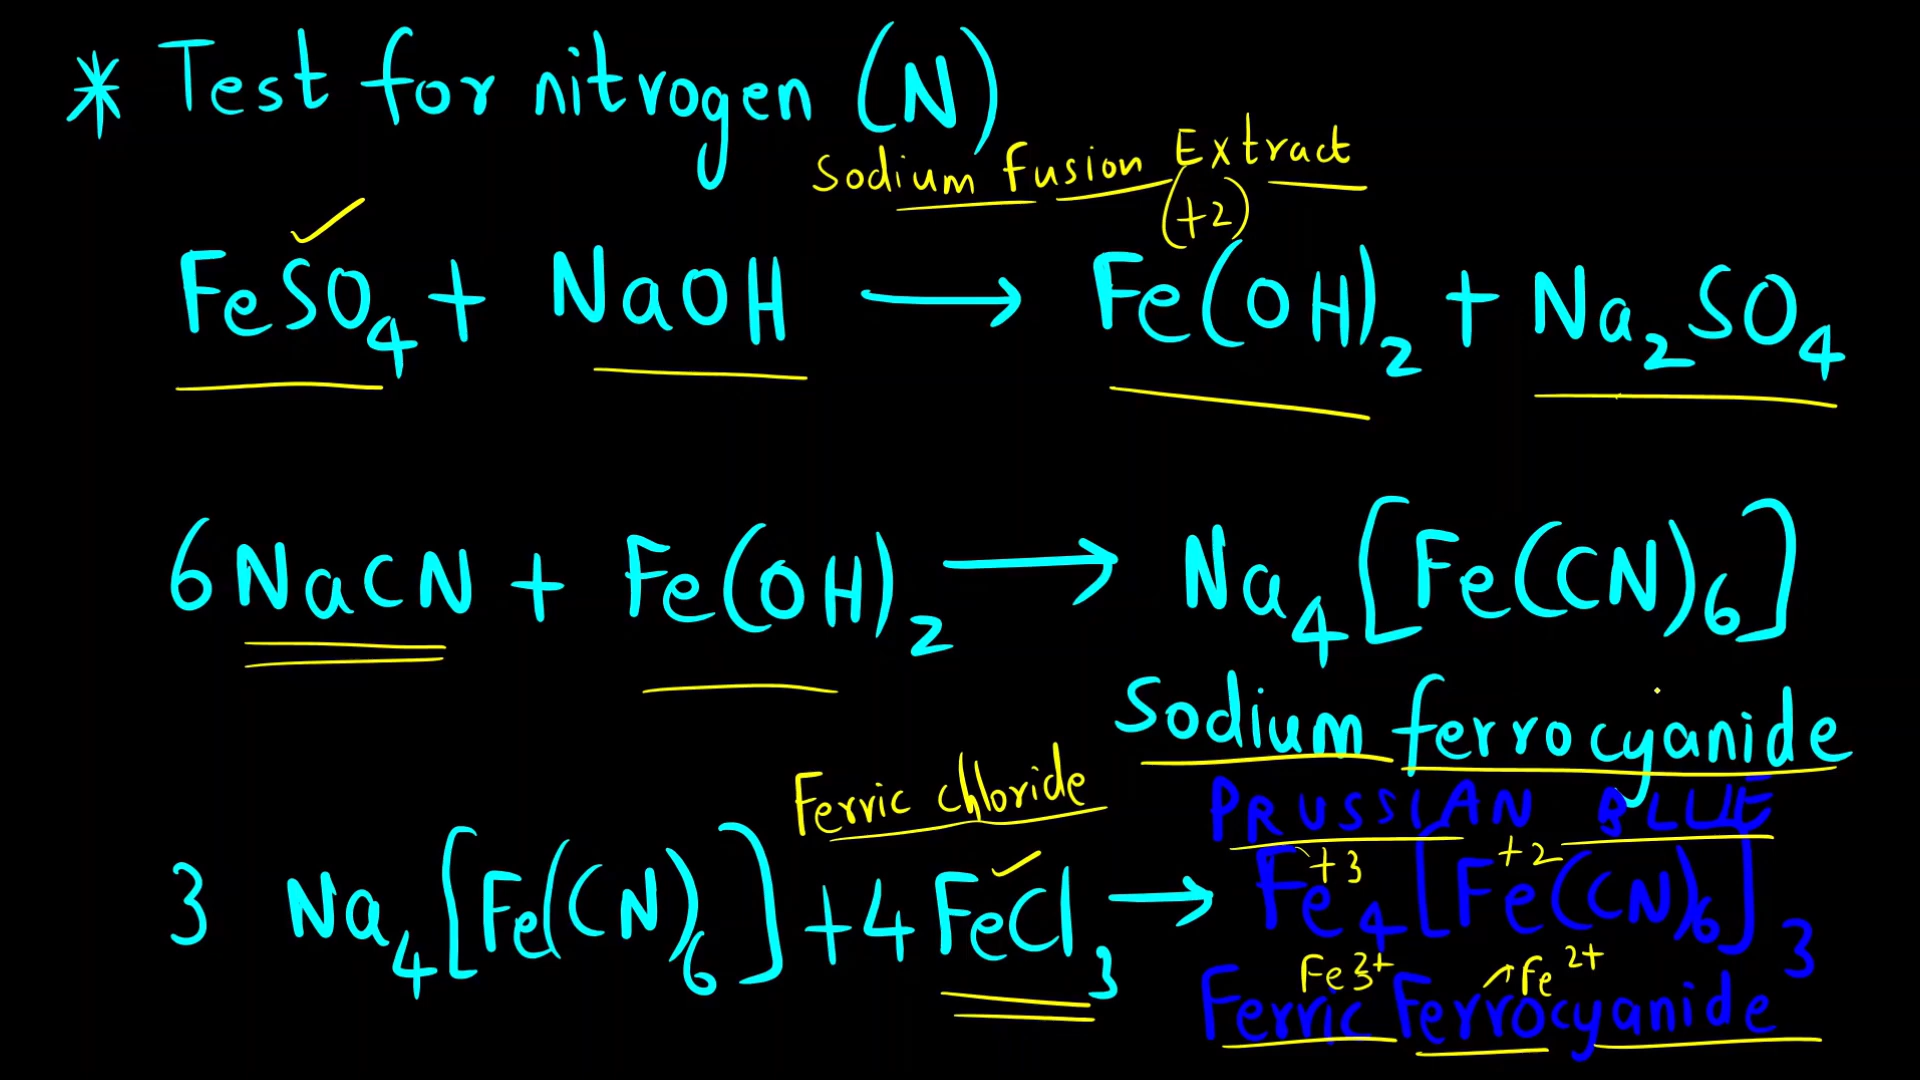 * Test for nitrogen (N)
Sodium Fusion Extract
(+2)
FeSO₄ + NaOH ⟶ Fe(OH)₂ + Na₂SO₄
6NaCN + Fe(OH)₂ ⟶ Na₄[Fe(CN)₆]
Sodium ferrocyanide
Ferric chloride
PRUSSIAN BLUE
+3 +2
3 Na₄[Fe(CN)₆] + 4FeCl₃ ⟶ Fe₄[Fe(CN)₆]₃
Fe³⁺ Fe²⁺
Ferric Ferrocyanide